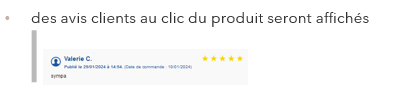 • des avis clients au clic du produit seront affichés
Valerie C.
Publié le 29/01/2024 à 14:54 (Date de commande : 10/01/2024)
sympa